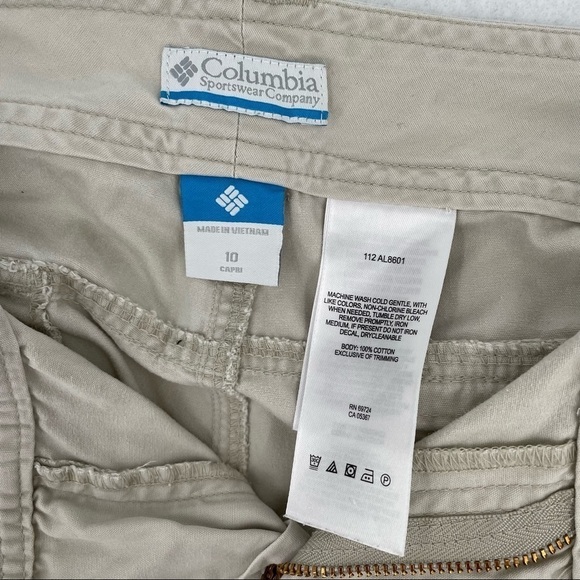 Columbia
Sportswear Company
MADE IN VIETNAM
10
CAPRI
112 AL8601
MACHINE WASH COLD GENTLE, WITH
LIKE COLORS, NON-CHLORINE BLEACH
WHEN NEEDED, TUMBLE DRY LOW,
REMOVE PROMPTLY, IRON
MEDIUM, IF PRESENT DO NOT IRON
DECAL, DRYCLEANABLE
BODY: 100% COTTON
EXCLUSIVE OF TRIMMING
RN 69724
CA 05367
P